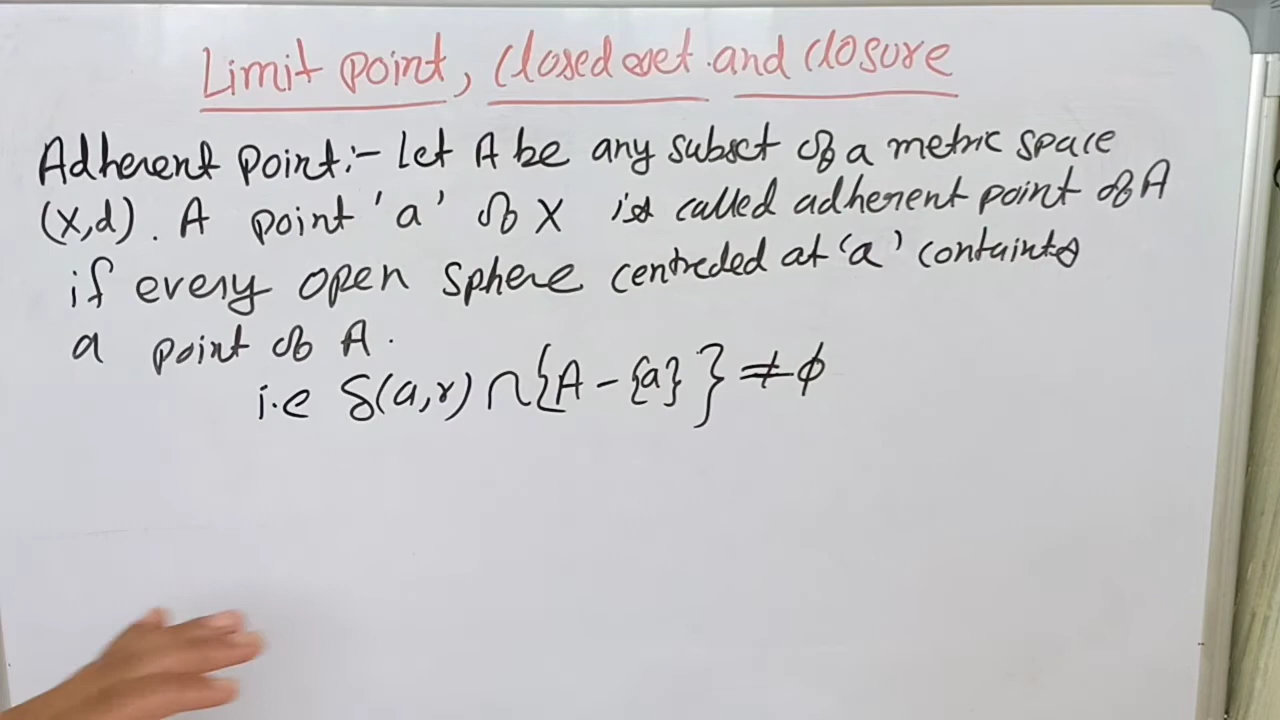 Limit point, closed set and closure
Adherent Point:- Let A be any subset of a metric space
(X,d). A point 'a' of X is called adherent point of A
if every open sphere centreded at 'a' contains
a point of A.
i.e S(a,r) ∩ {A - {a} } ≠ φ